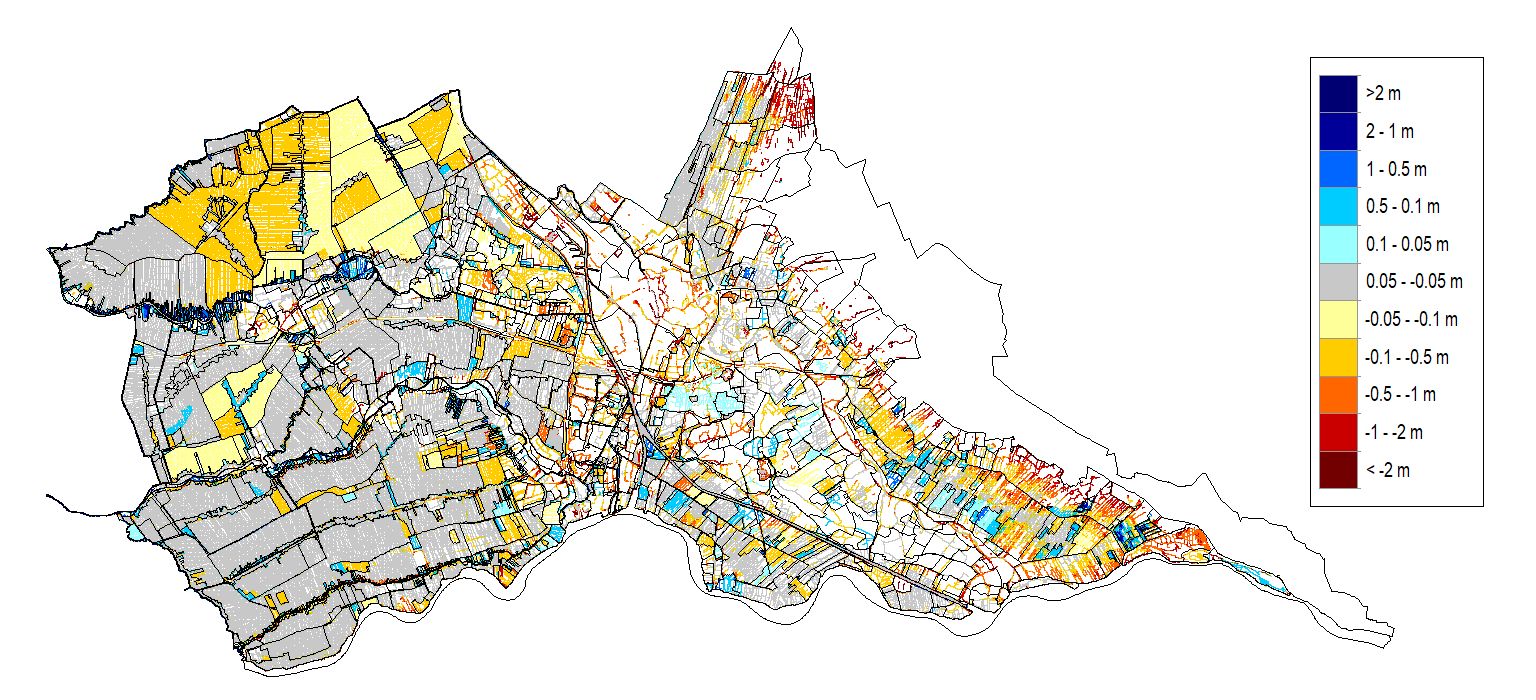 >2 m
2 - 1 m
1 - 0.5 m
0.5 - 0.1 m
0.1 - 0.05 m
0.05 - -0.05 m
-0.05 - -0.1 m
-0.1 - -0.5 m
-0.5 - -1 m
-1 - -2 m
< -2 m